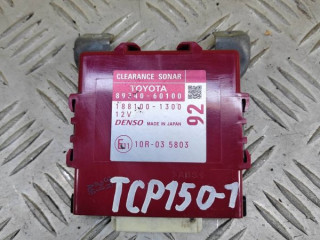 CLEARANCE SONAR
TOYOTA
89340-60100
188100-1300
92
12V
DENSO MADE IN JAPAN
10R-03 5803
TCP150-1